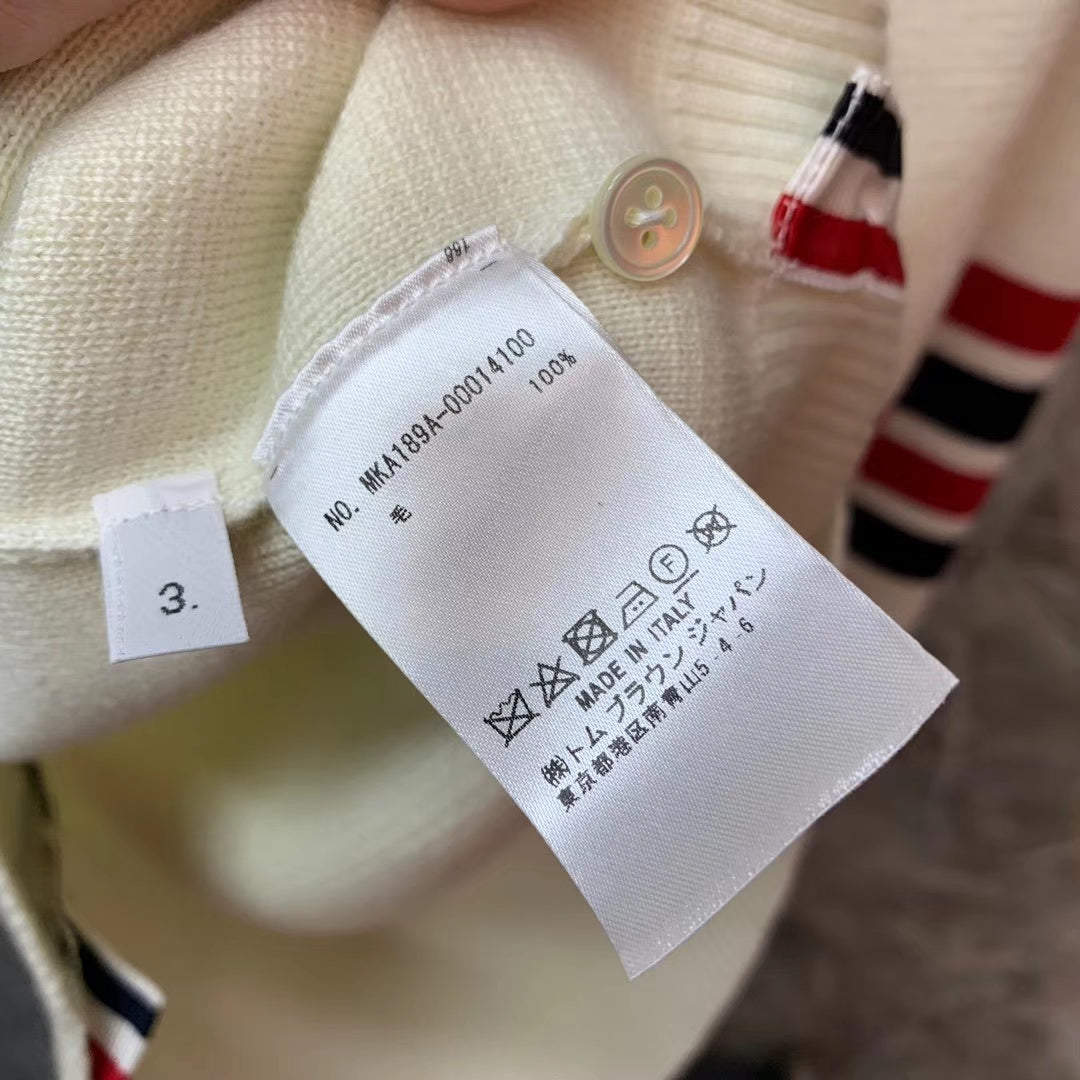 168
NO. MKA189A-00014100
毛 100%
F
MADE IN ITALY
㈱トム ブラウン ジャパン
東京都港区南青山5-4-6
3.